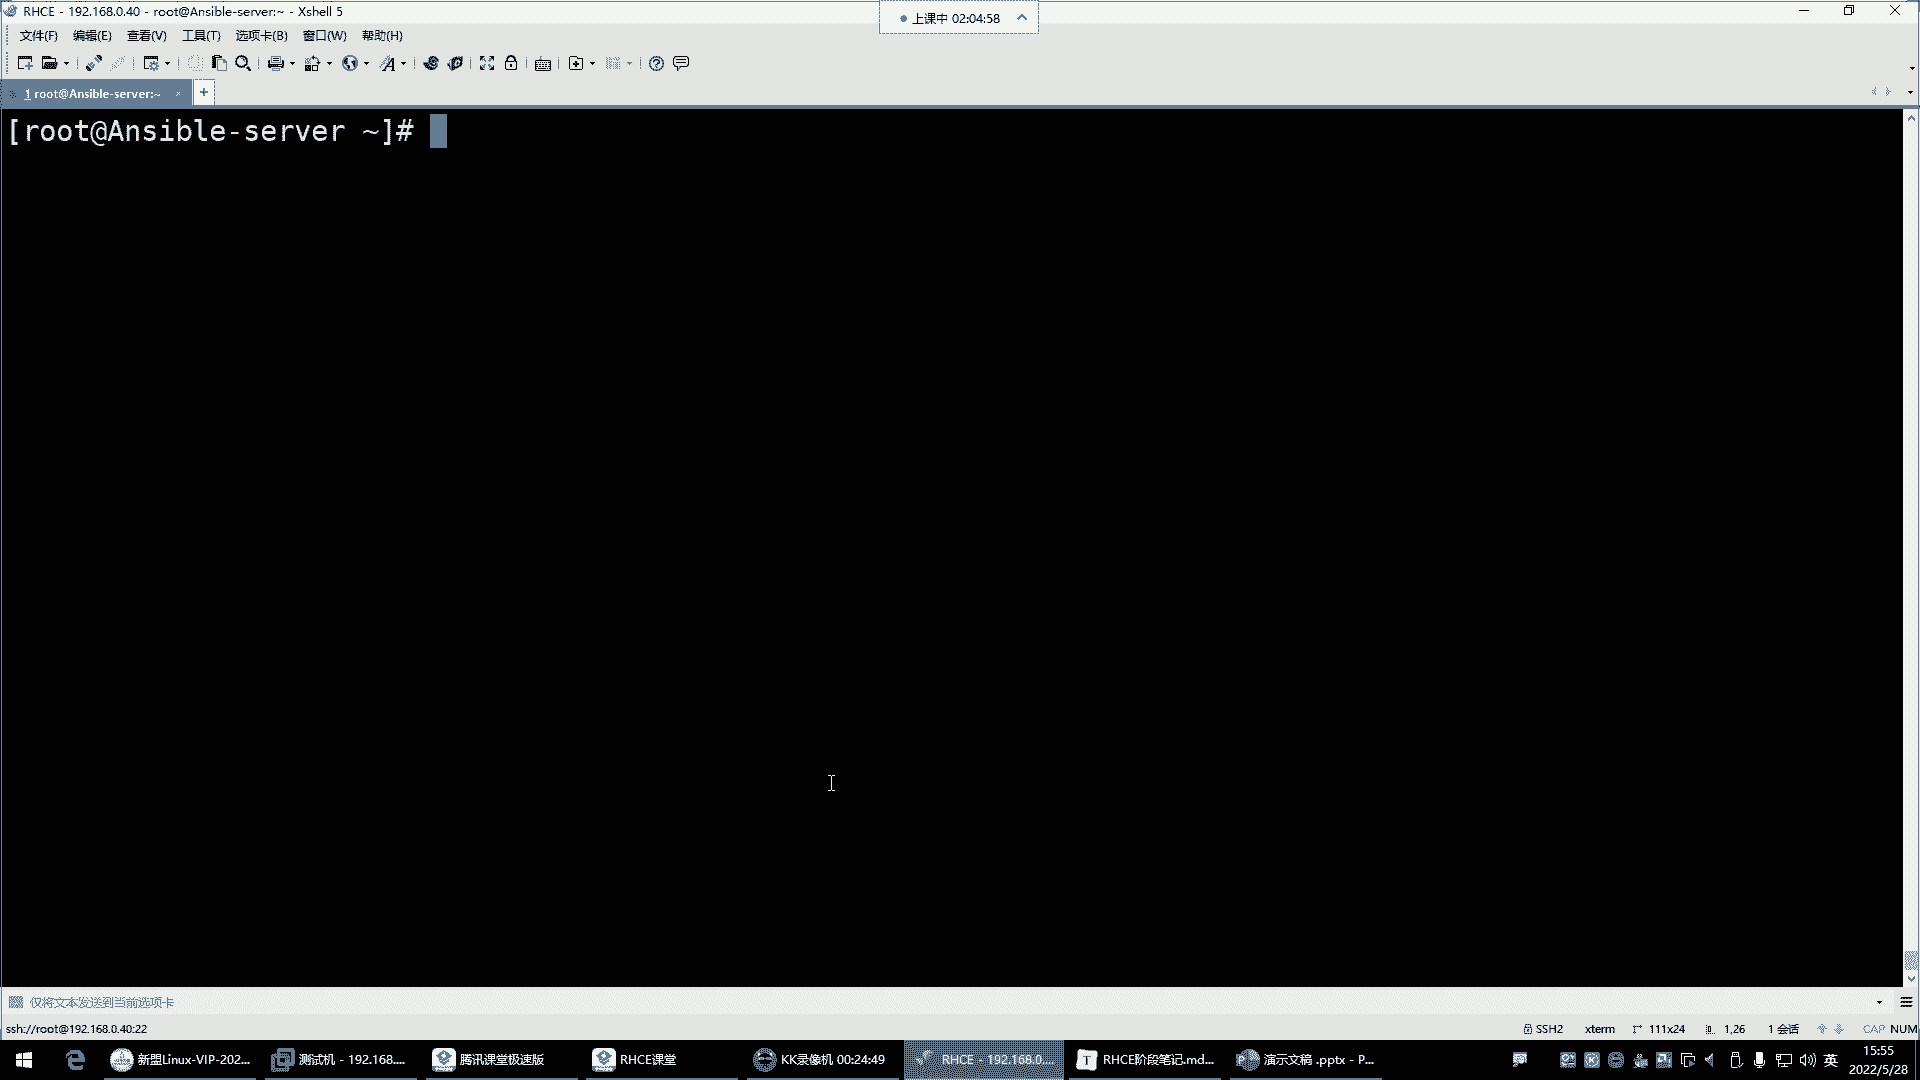 RHCE - 192.168.0.40 - root@Ansible-server:~ - Xshell 5
上课中 02:04:58
文件(F) 编辑(E) 查看(V) 工具(T) 选项卡(B) 窗口(W) 帮助(H)
1 root@Ansible-server:~
[root@Ansible-server ~]#
仅将文本发送到当前选项卡
ssh://root@192.168.0.40:22 SSH2 xterm 111x24 1,26 1 会话 CAP NUM
新盟Linux-VIP-202... 测试机 - 192.168.... 腾讯课堂极速版 RHCE课堂 KK录像机 00:24:49 RHCE - 192.168.0.... RHCE阶段笔记.md... 演示文稿 .pptx - P... 英 15:55
2022/5/28